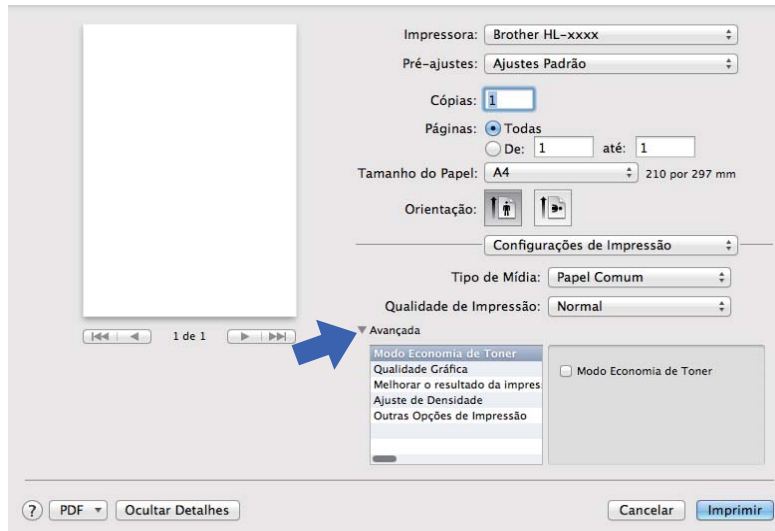 Impressora: Brother HL-xxxx
Pré-ajustes: Ajustes Padrão
Cópias: 1
Páginas: Todas
De: 1 até: 1
Tamanho do Papel: A4 210 por 297 mm
Orientação:
Configurações de Impressão
Tipo de Mídia: Papel Comum
Qualidade de Impressão: Normal
1 de 1
Avançada
Modo Economia de Toner
Qualidade Gráfica
Melhorar o resultado da impres
Ajuste de Densidade
Outras Opções de Impressão
Modo Economia de Toner
? PDF Ocultar Detalhes Cancelar Imprimir